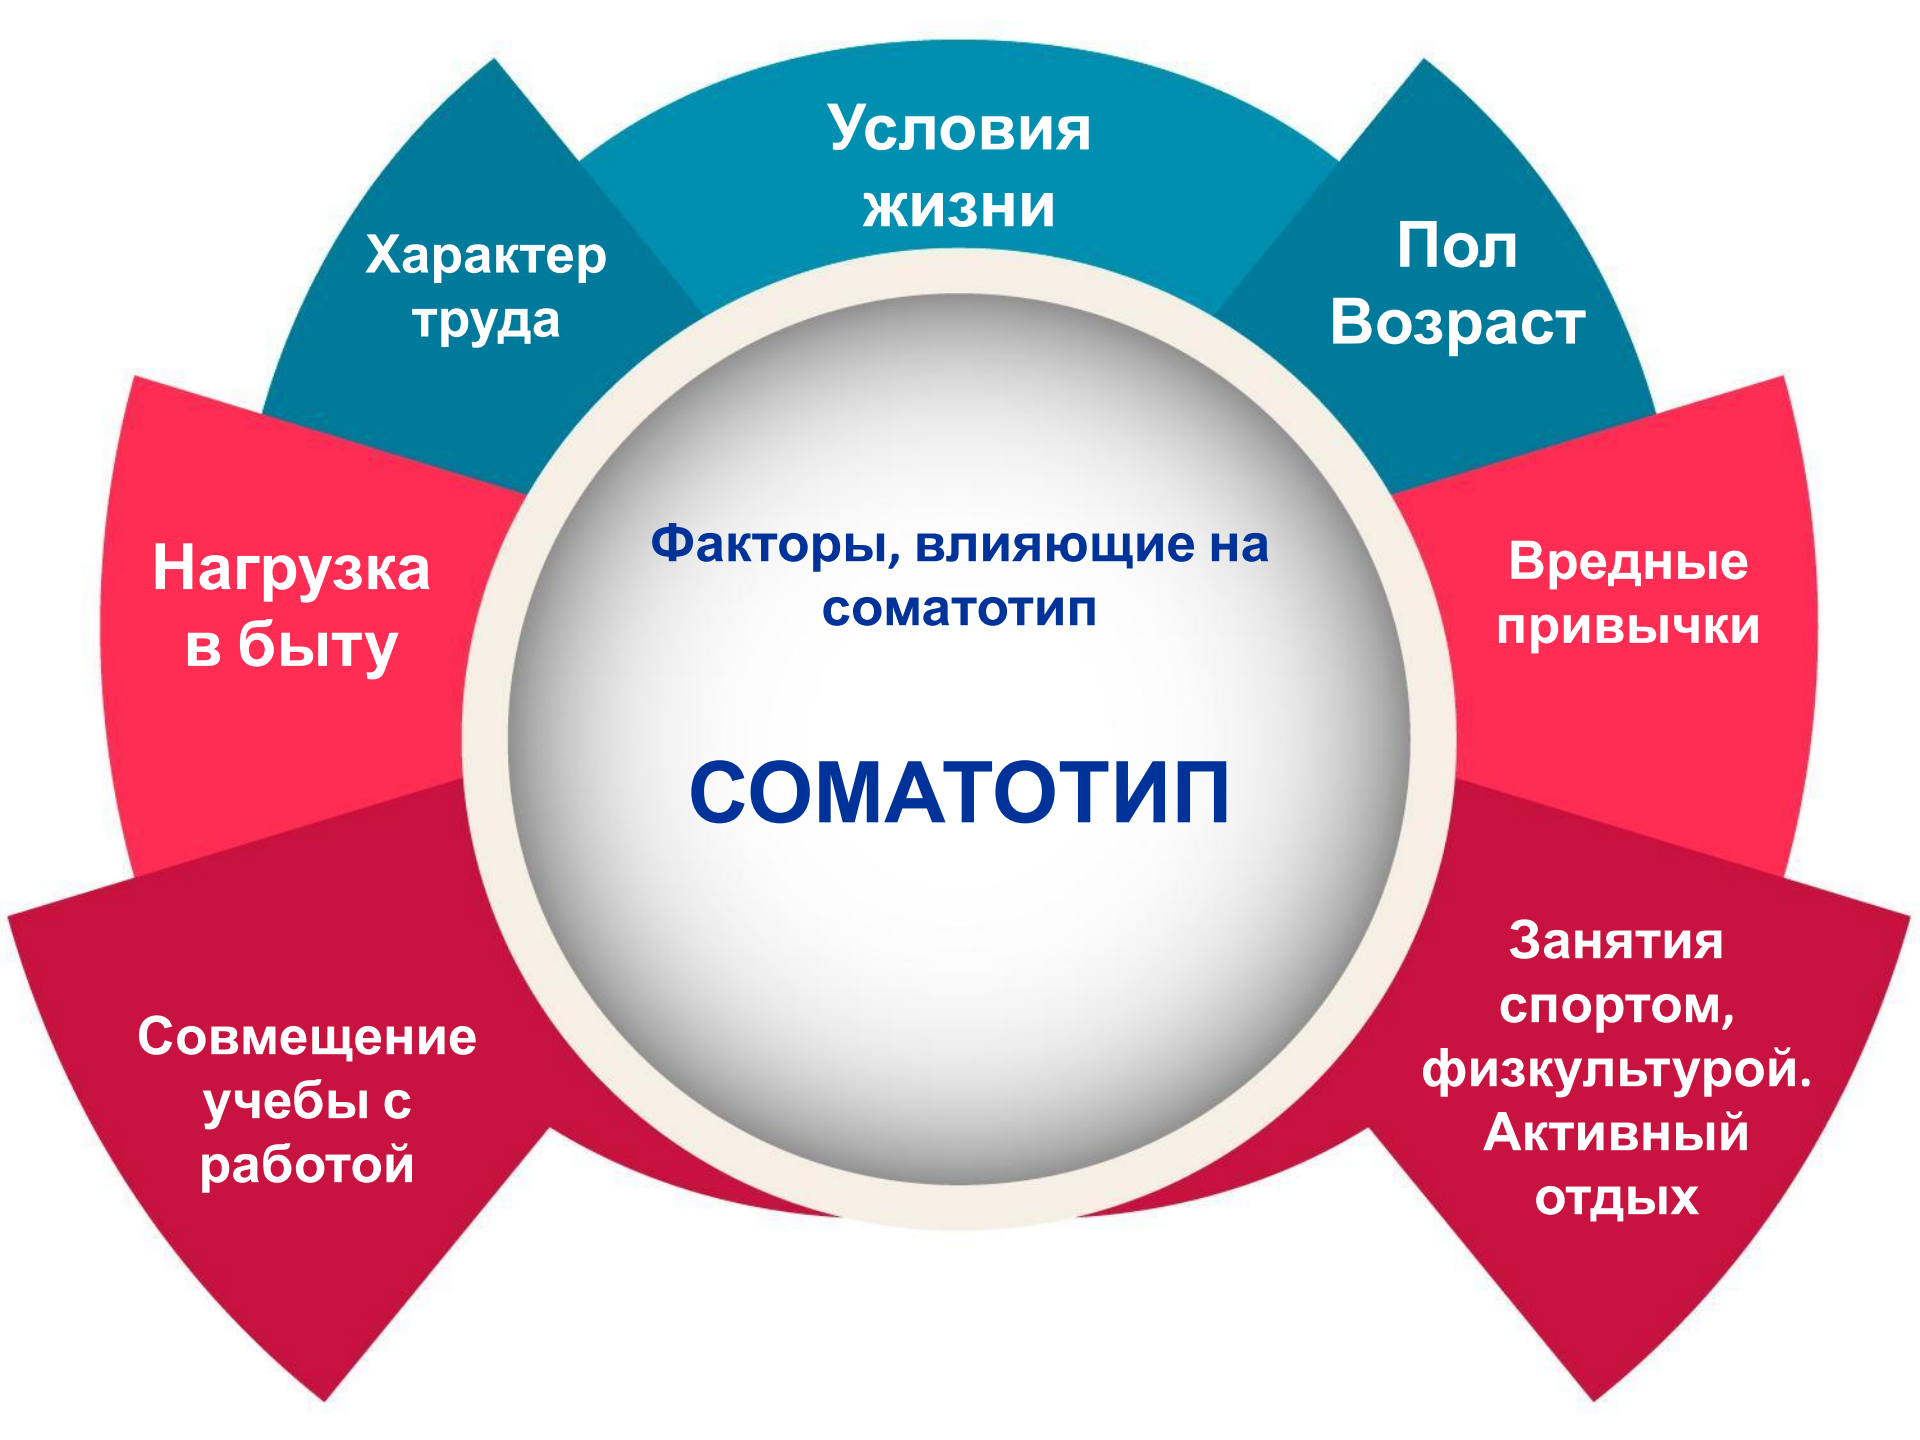 Условия
жизни
Характер
труда
Пол
Возраст
Нагрузка
в быту
Факторы, влияющие на
соматотип
СОМАТОТИП
Вредные
привычки
Совмещение
учебы с
работой
Занятия
спортом,
физкультурой.
Активный
отдых